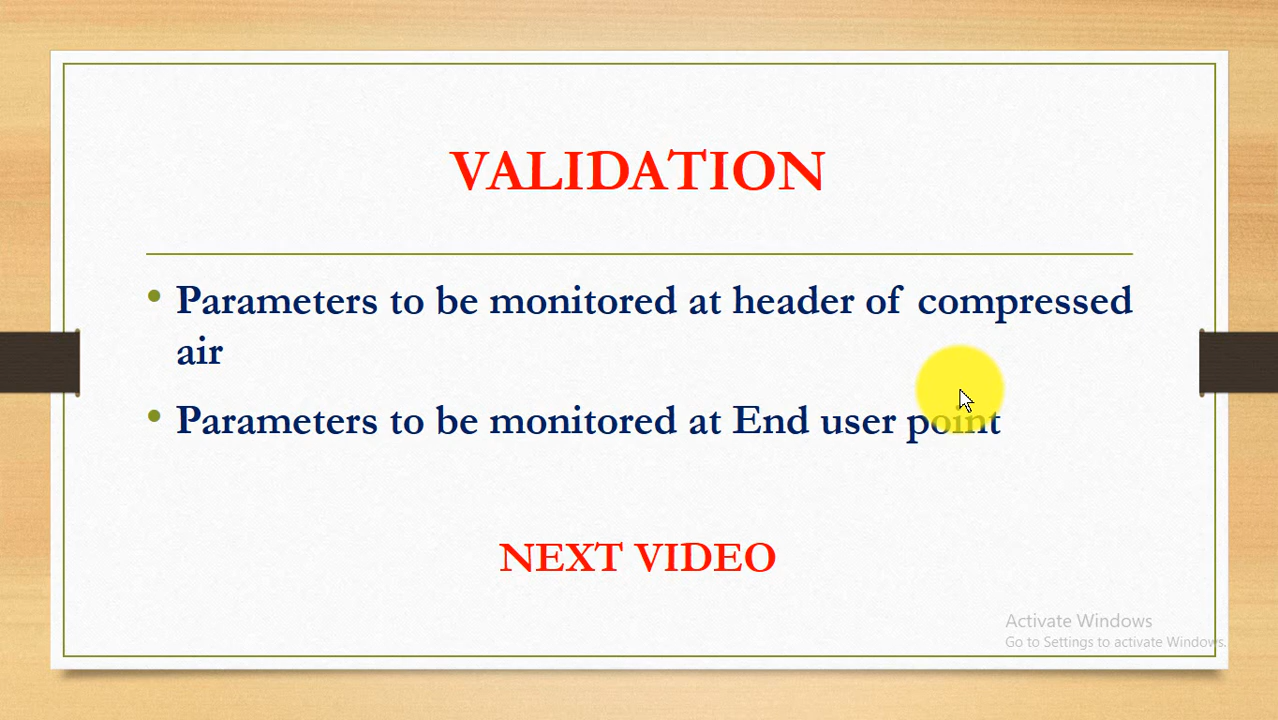 VALIDATION
• Parameters to be monitored at header of compressed
air
• Parameters to be monitored at End user point
NEXT VIDEO
Activate Windows
Go to Settings to activate Windows.